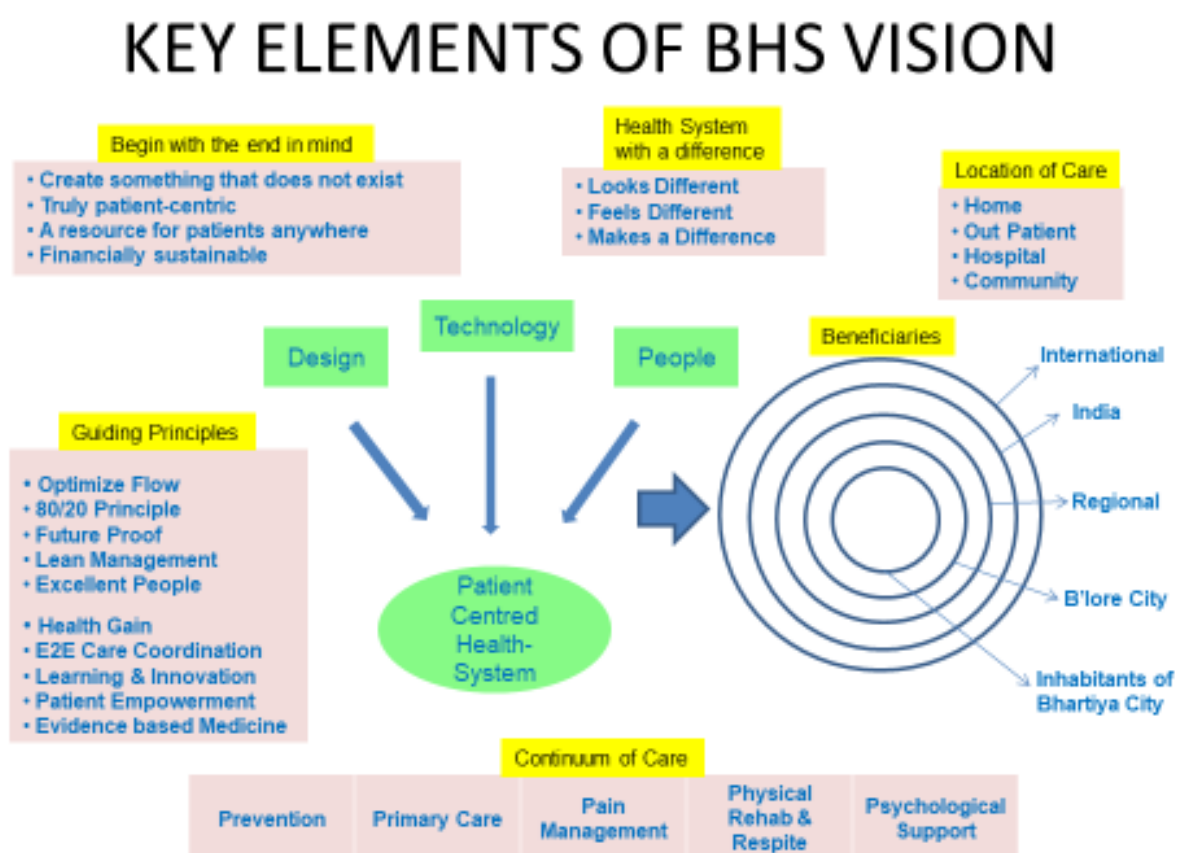 KEY ELEMENTS OF BHS VISION
Begin with the end in mind
• Create something that does not exist
• Truly patient-centric
• A resource for patients anywhere
• Financially sustainable
Health System
with a difference
• Looks Different
• Feels Different
• Makes a Difference
Location of Care
• Home
• Out Patient
• Hospital
• Community
Design
Technology
People
Beneficiaries
International
India
Regional
B'lore City
Inhabitants of
Bhartiya City
Guiding Principles
• Optimize Flow
• 80/20 Principle
• Future Proof
• Lean Management
• Excellent People
• Health Gain
• E2E Care Coordination
• Learning & Innovation
• Patient Empowerment
• Evidence based Medicine
Patient
Centred
Health-
System
Continuum of Care
Prevention
Primary Care
Pain
Management
Physical
Rehab &
Respite
Psychological
Support